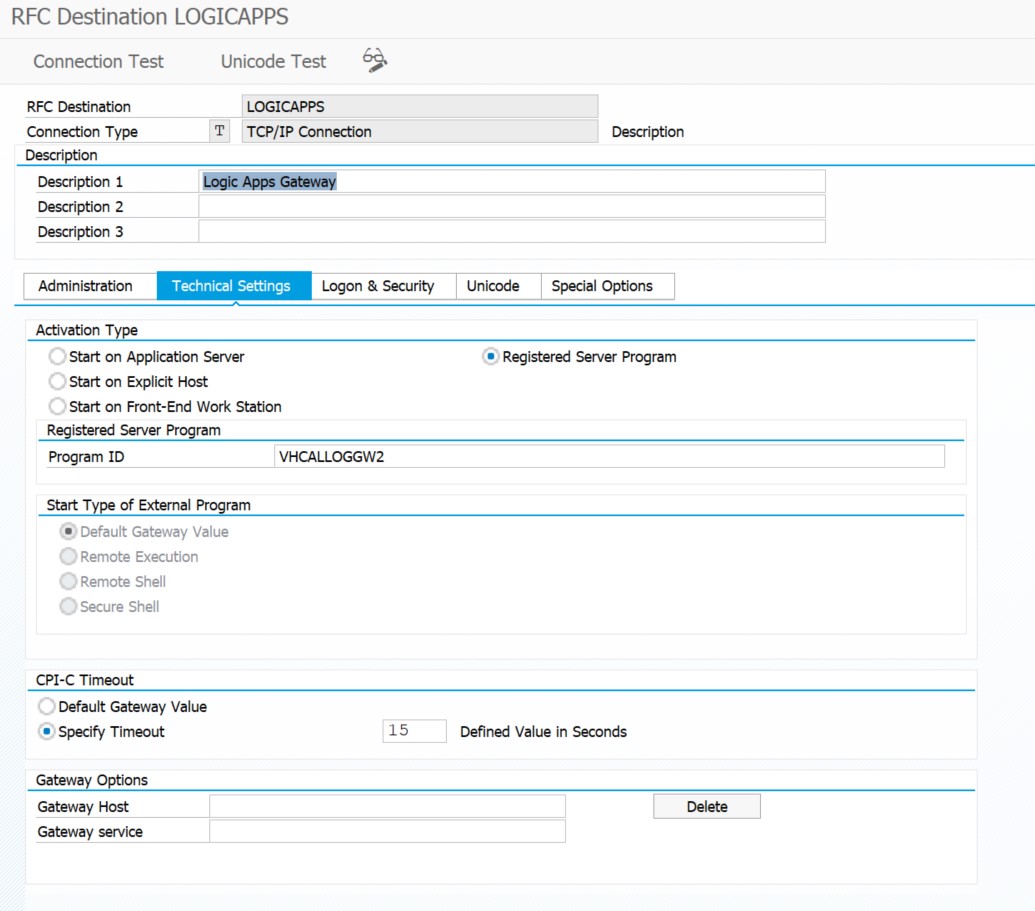 RFC Destination LOGICAPPS
Connection Test Unicode Test
RFC Destination LOGICAPPS
Connection Type T TCP/IP Connection Description
Description
Description 1 Logic Apps Gateway
Description 2
Description 3
Administration Technical Settings Logon & Security Unicode Special Options
Activation Type
Start on Application Server Registered Server Program
Start on Explicit Host
Start on Front-End Work Station
Registered Server Program
Program ID VHCALLOGGW2
Start Type of External Program
Default Gateway Value
Remote Execution
Remote Shell
Secure Shell
CPI-C Timeout
Default Gateway Value
Specify Timeout 15 Defined Value in Seconds
Gateway Options
Gateway Host Delete
Gateway service